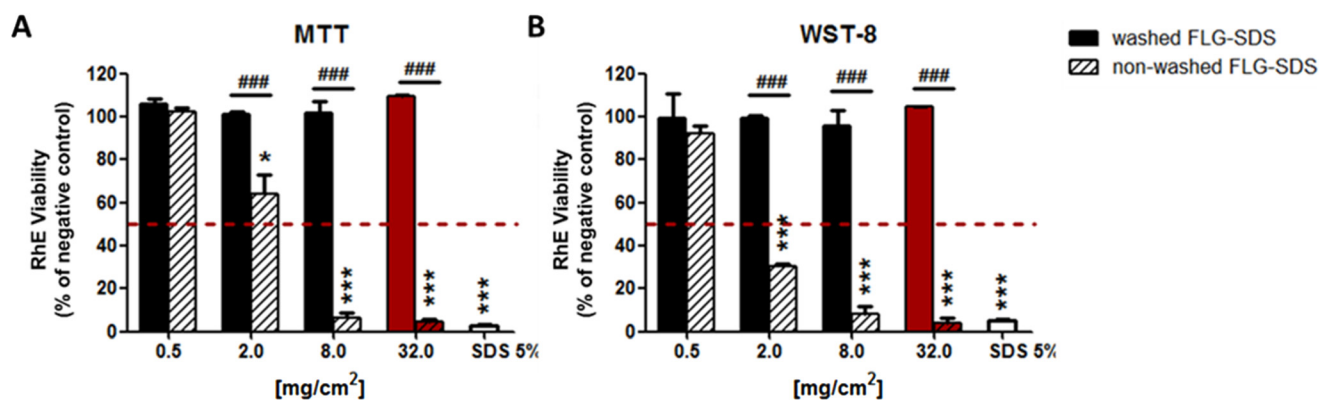 A
MTT
RhE Viability
(% of negative control)
120
100
80
60
40
20
0
###
###
###
*
***
***
***
0.5
2.0
8.0
32.0
SDS 5%
[mg/cm²]
B
WST-8
RhE Viability
(% of negative control)
120
100
80
60
40
20
0
###
###
###
***
***
***
***
0.5
2.0
8.0
32.0
SDS 5%
[mg/cm²]
washed FLG-SDS
non-washed FLG-SDS